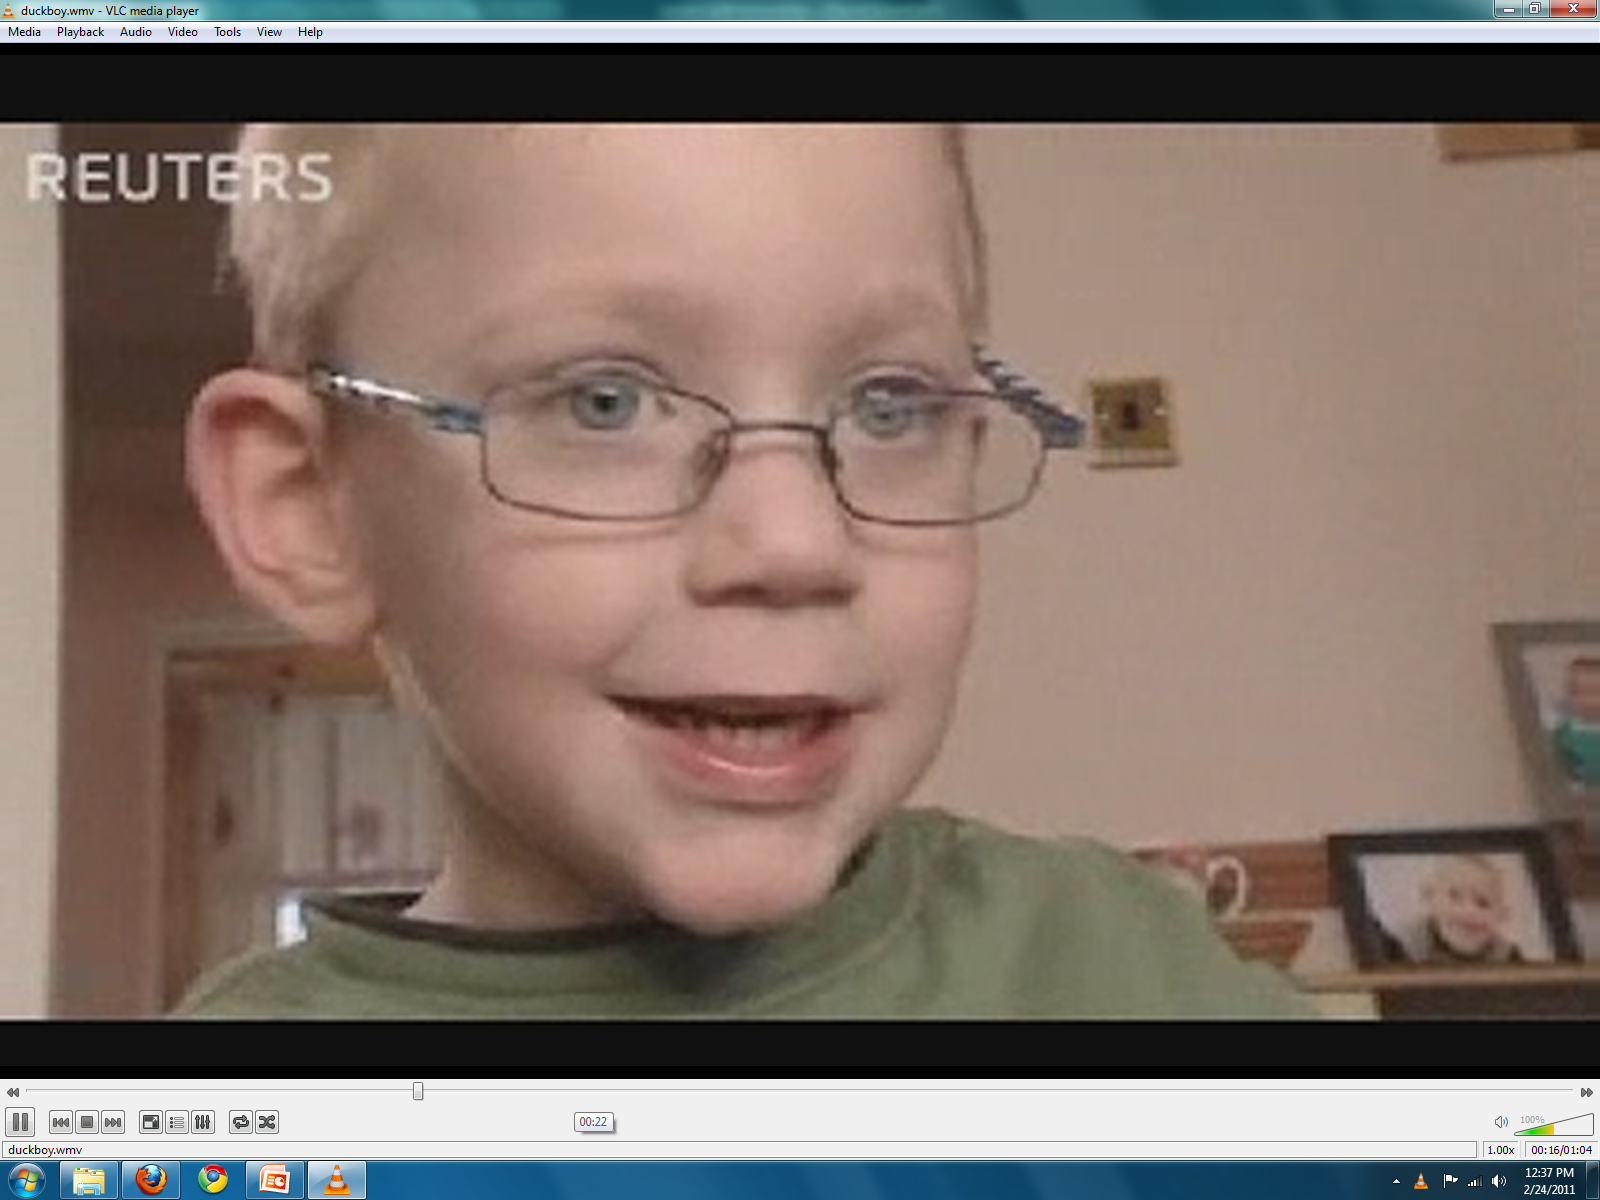 duckboy.wmv - VLC media player
Media Playback Audio Video Tools View Help
REUTERS
00:22
100%
duckboy.wmv
1.00x 00:16/01:04
12:37 PM
2/24/2011